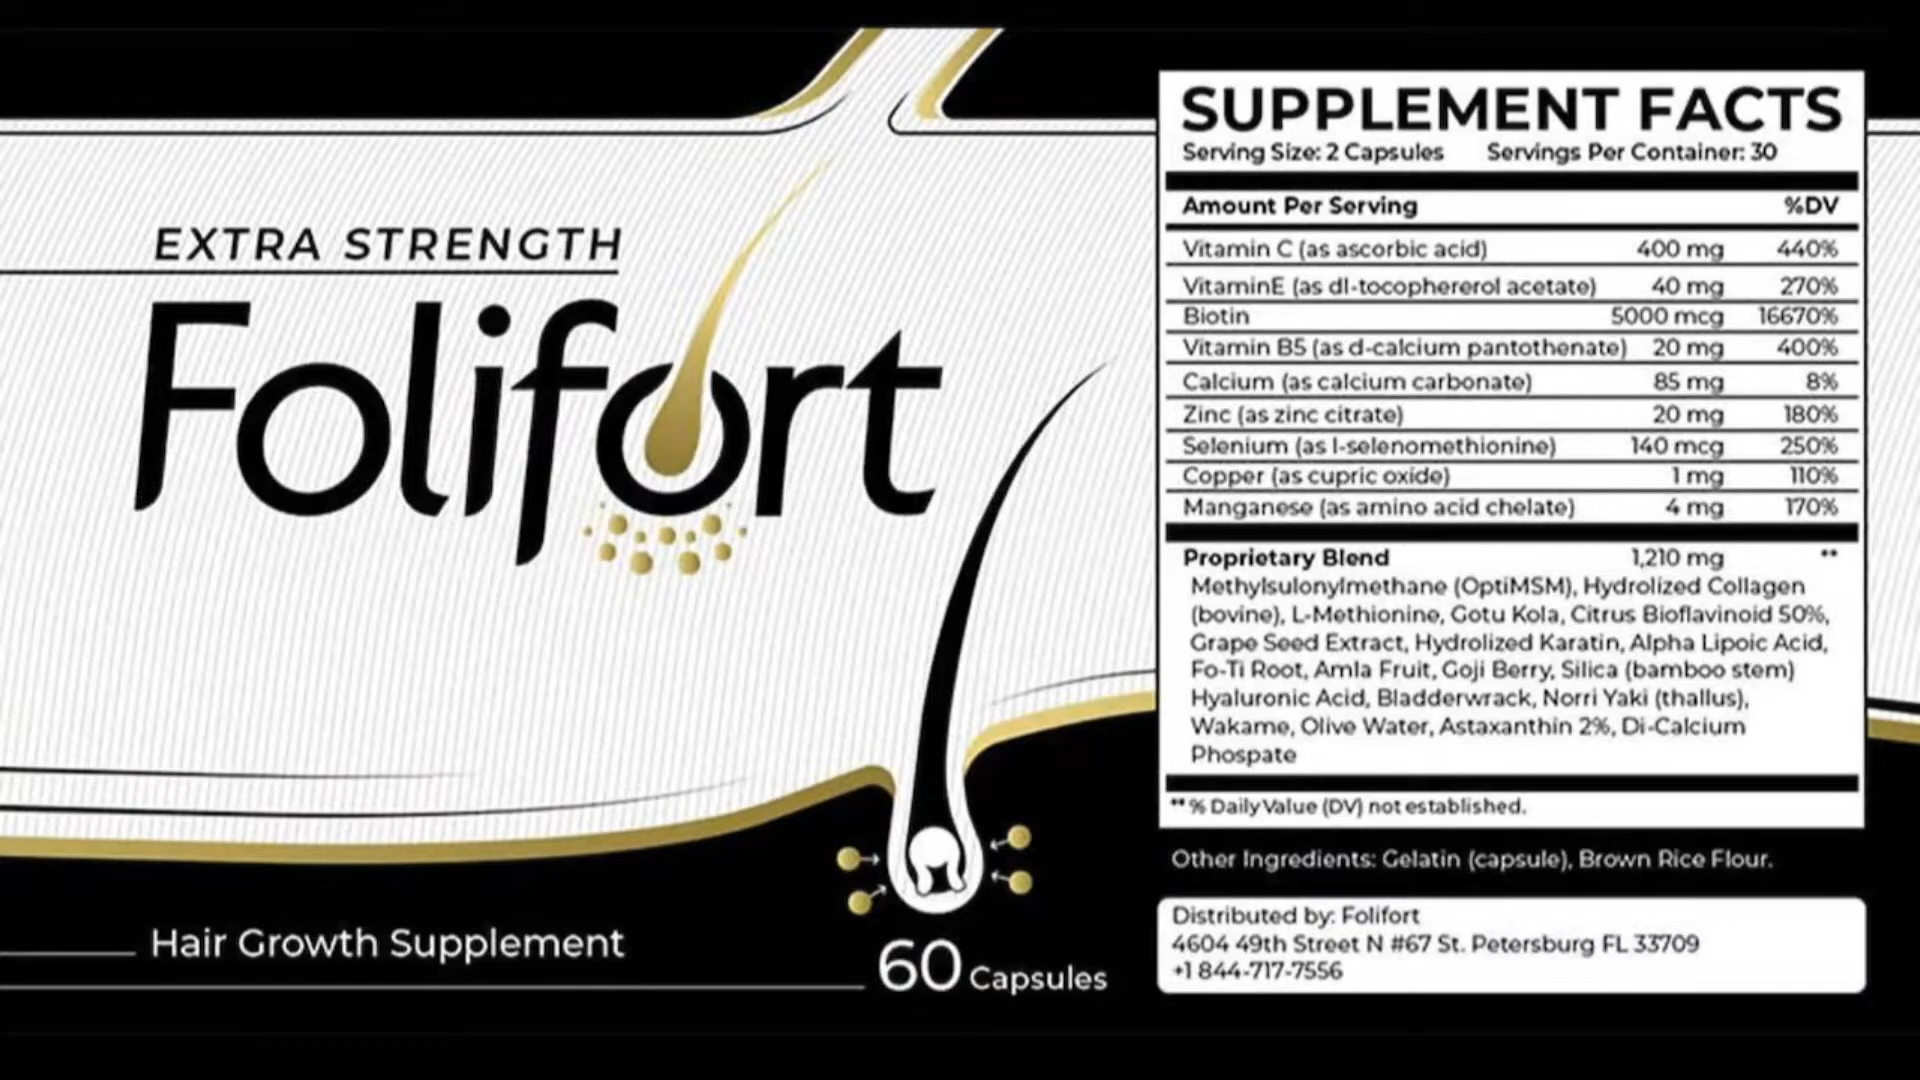 EXTRA STRENGTH
Folifort
Hair Growth Supplement
60 Capsules
SUPPLEMENT FACTS
Serving Size: 2 Capsules Servings Per Container: 30
Amount Per Serving %DV
Vitamin C (as ascorbic acid) 400 mg 440%
VitaminE (as dl-tocophererol acetate) 40 mg 270%
Biotin 5000 mcg 16670%
Vitamin B5 (as d-calcium pantothenate) 20 mg 400%
Calcium (as calcium carbonate) 85 mg 8%
Zinc (as zinc citrate) 20 mg 180%
Selenium (as l-selenomethionine) 140 mcg 250%
Copper (as cupric oxide) 1 mg 110%
Manganese (as amino acid chelate) 4 mg 170%
Proprietary Blend 1,210 mg **
Methylsulonylmethane (OptiMSM), Hydrolized Collagen
(bovine), L-Methionine, Gotu Kola, Citrus Bioflavinoid 50%,
Grape Seed Extract, Hydrolized Karatin, Alpha Lipoic Acid,
Fo-Ti Root, Amla Fruit, Goji Berry, Silica (bamboo stem)
Hyaluronic Acid, Bladderwrack, Norri Yaki (thallus),
Wakame, Olive Water, Astaxanthin 2%, Di-Calcium
Phospate
** % Daily Value (DV) not established.
Other Ingredients: Gelatin (capsule), Brown Rice Flour.
Distributed by: Folifort
4604 49th Street N #67 St. Petersburg FL 33709
+1 844-717-7556